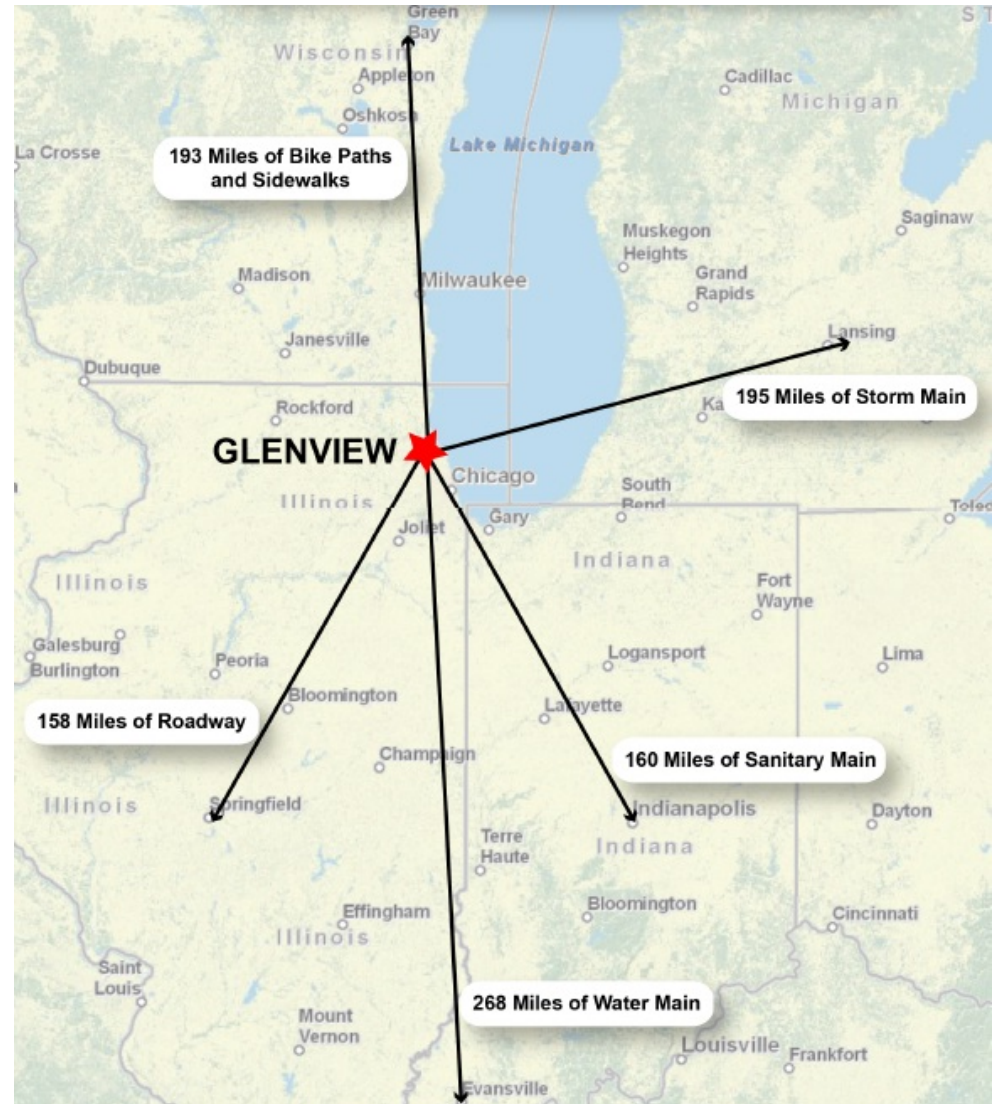 Green
Bay
Wisconsin
Appleton
Oshkosh
Cadillac
Michigan
Lake Michigan
La Crosse
193 Miles of Bike Paths
and Sidewalks
Saginaw
Muskegon
Heights
Grand
Rapids
Madison
Milwaukee
Janesville
Lansing
Dubuque
195 Miles of Storm Main
Ka
Rockford
GLENVIEW
Chicago
Illinois
South
Bend
Gary
Toled
Joliet
Indiana
Illinois
Fort
Wayne
Galesburg
Burlington
Peoria
Logansport
Lima
Bloomington
Lafayette
158 Miles of Roadway
Champaign
160 Miles of Sanitary Main
Illinois
Springfield
Indianapolis
Dayton
Terre
Haute
Indiana
Bloomington
Effingham
Cincinnati
Illinois
Saint
Louis
268 Miles of Water Main
Mount
Vernon
Louisville
Frankfort
Evansville